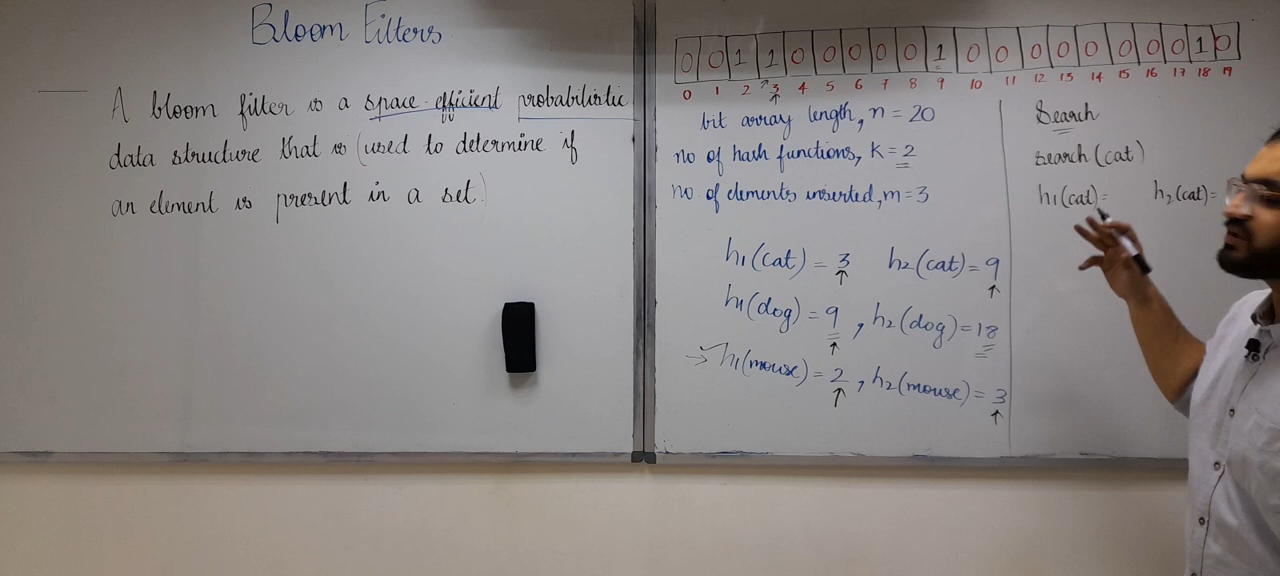 Bloom Filters
A bloom filter is a space efficient probabilistic
data structure that is (used to determine if
an element is present in a set)
0 0 1 1 0 0 0 0 0 1 0 0 0 0 0 0 0 0 1 0
0 1 2 3 4 5 6 7 8 9 10 11 12 13 14 15 16 17 18 19
bit array length, n = 20
no of hash functions, K = 2
no of elements inserted, m = 3
h1(cat) = 3 h2(cat) = 9
h1(dog) = 9 , h2(dog) = 18
→ h1(mouse) = 2 , h2(mouse) = 3
Search
search(cat)
h1(cat)= h2(cat)=